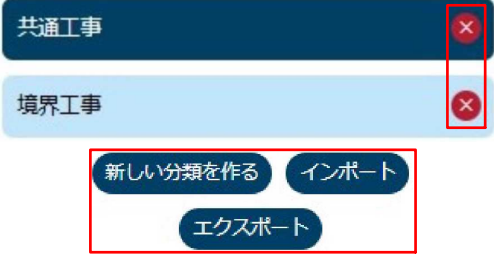 共通工事
境界工事
新しい分類を作る インポート
エクスポート